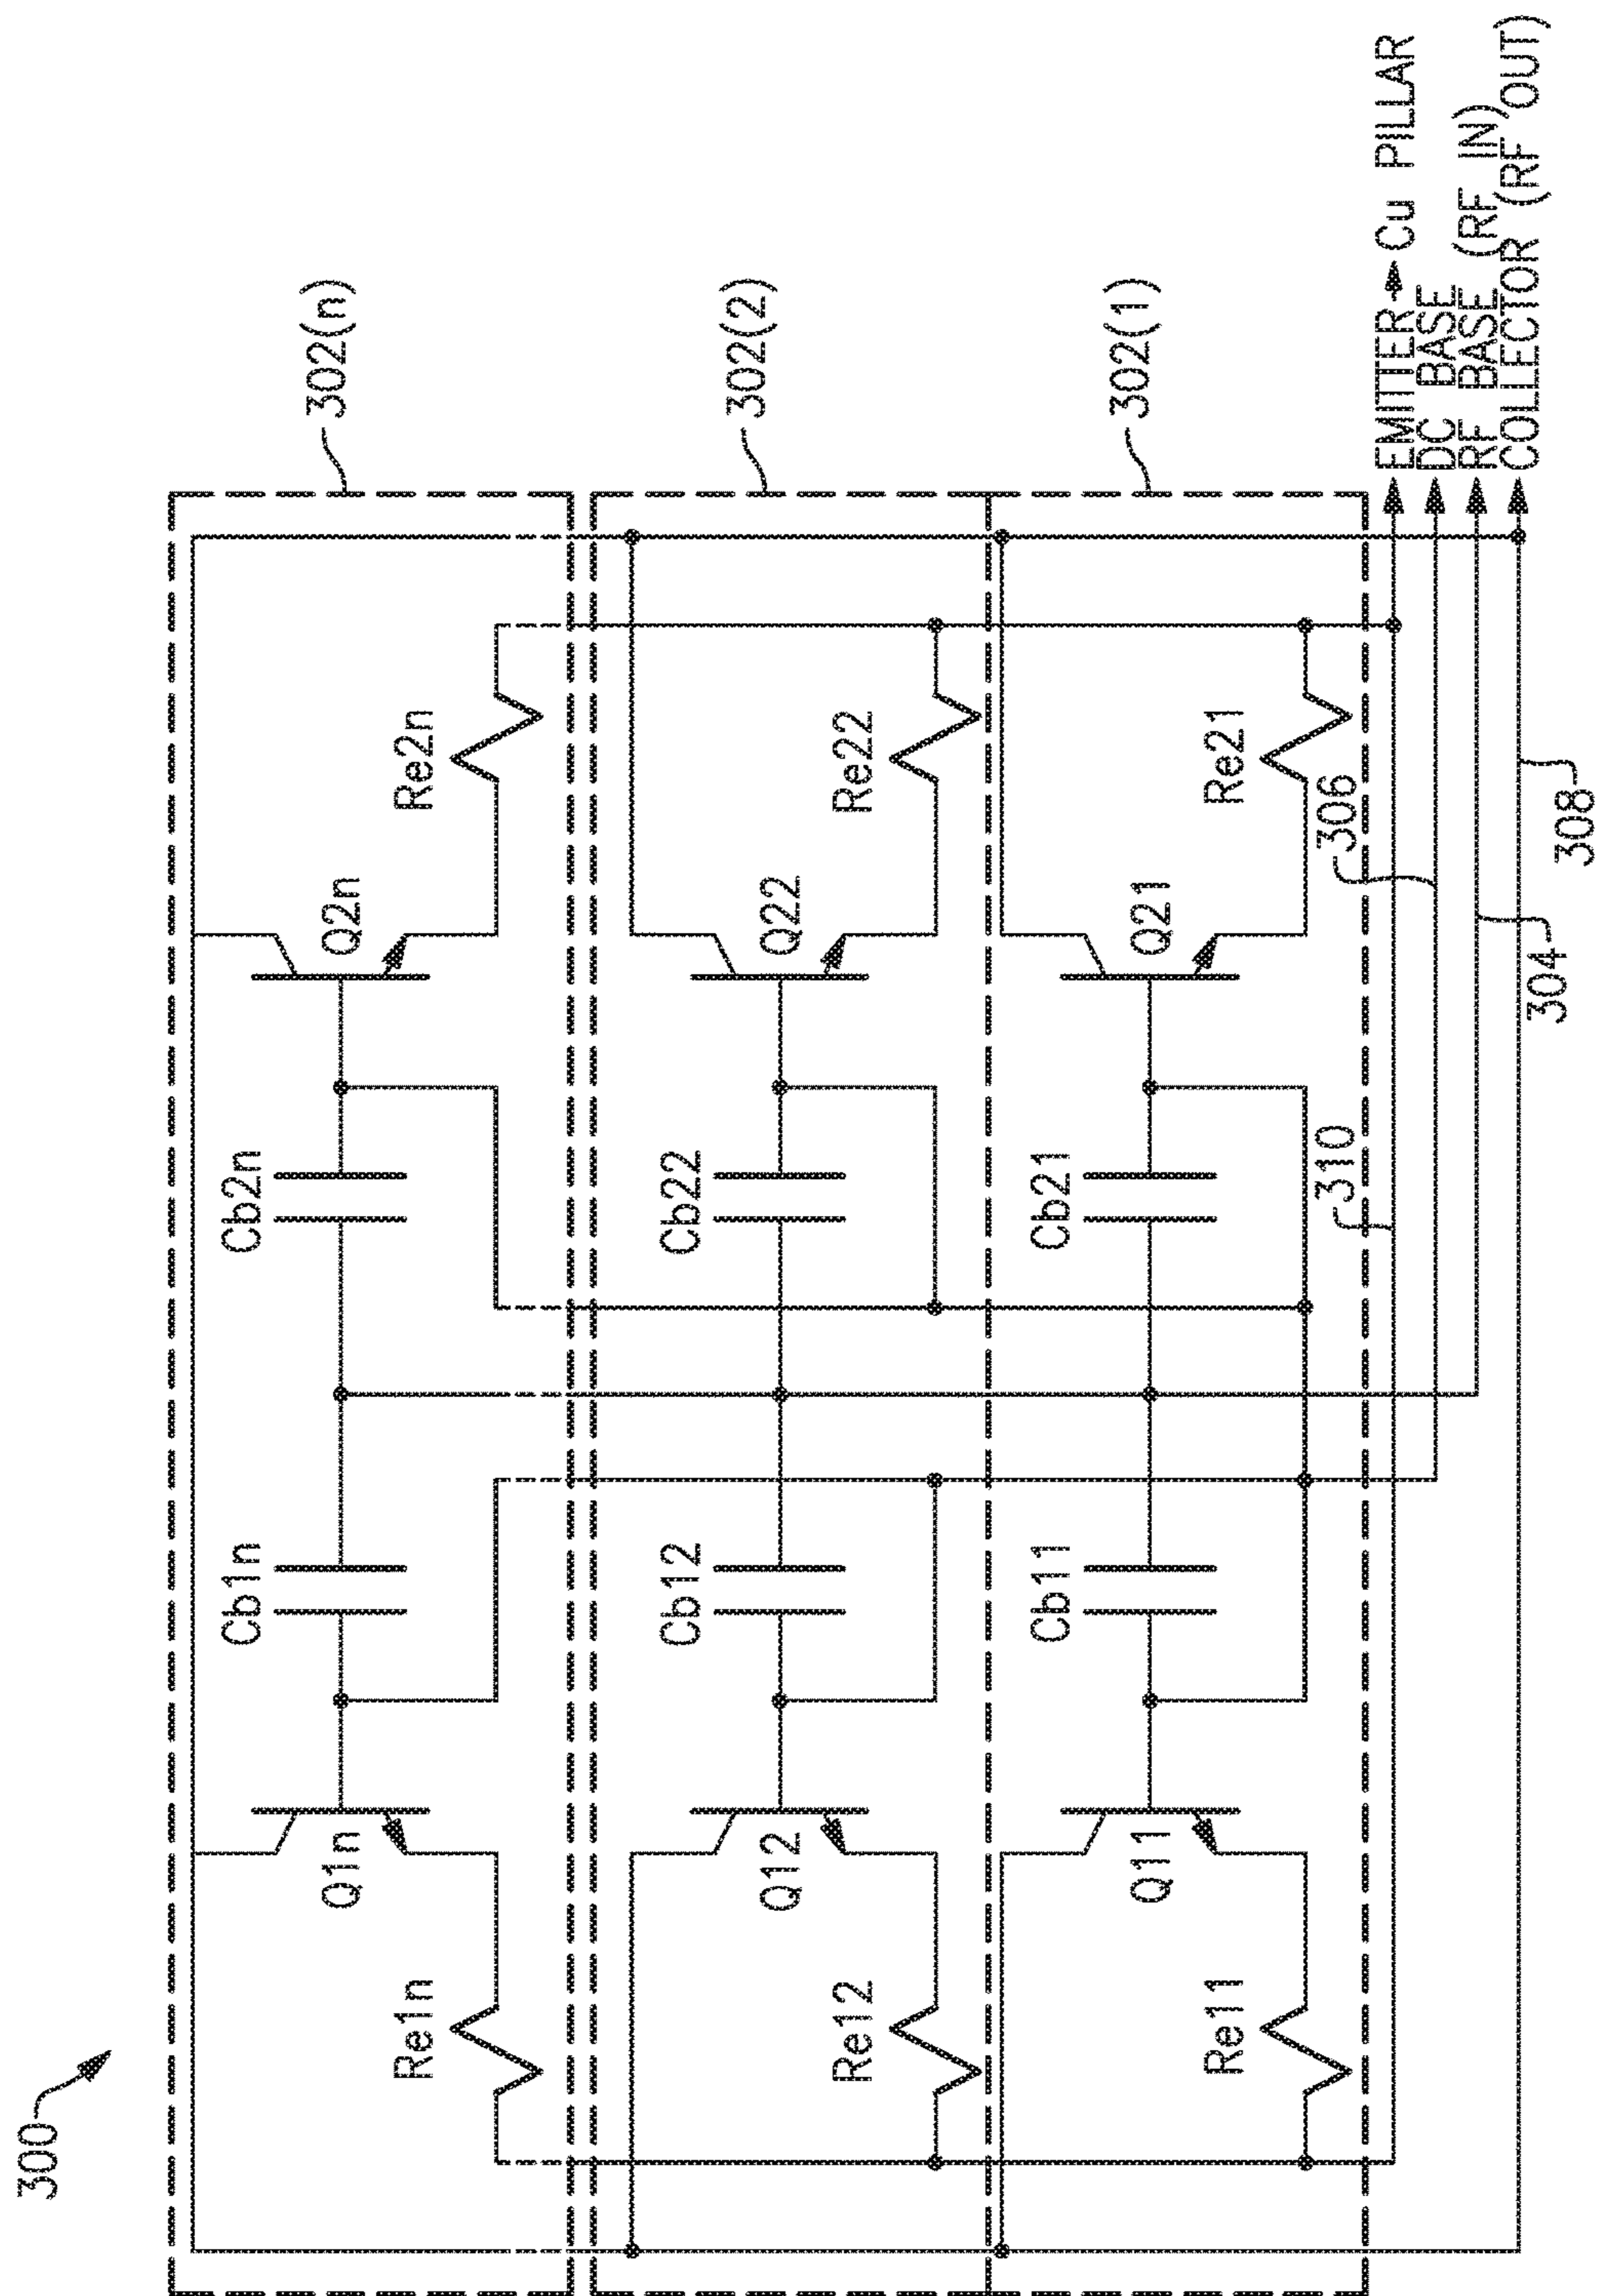 300
302(n)
302(2)
302(1)
Q1n
Cb1n
Cb2n
Q2n
Re1n
Re2n
Q12
Cb12
Cb22
Q22
Re12
Re22
Q11
Cb11
Cb21
Q21
Re11
Re21
310
306
304
308
EMITTER → Cu PILLAR
DC BASE
RF BASE (RF IN)
COLLECTOR (RF OUT)